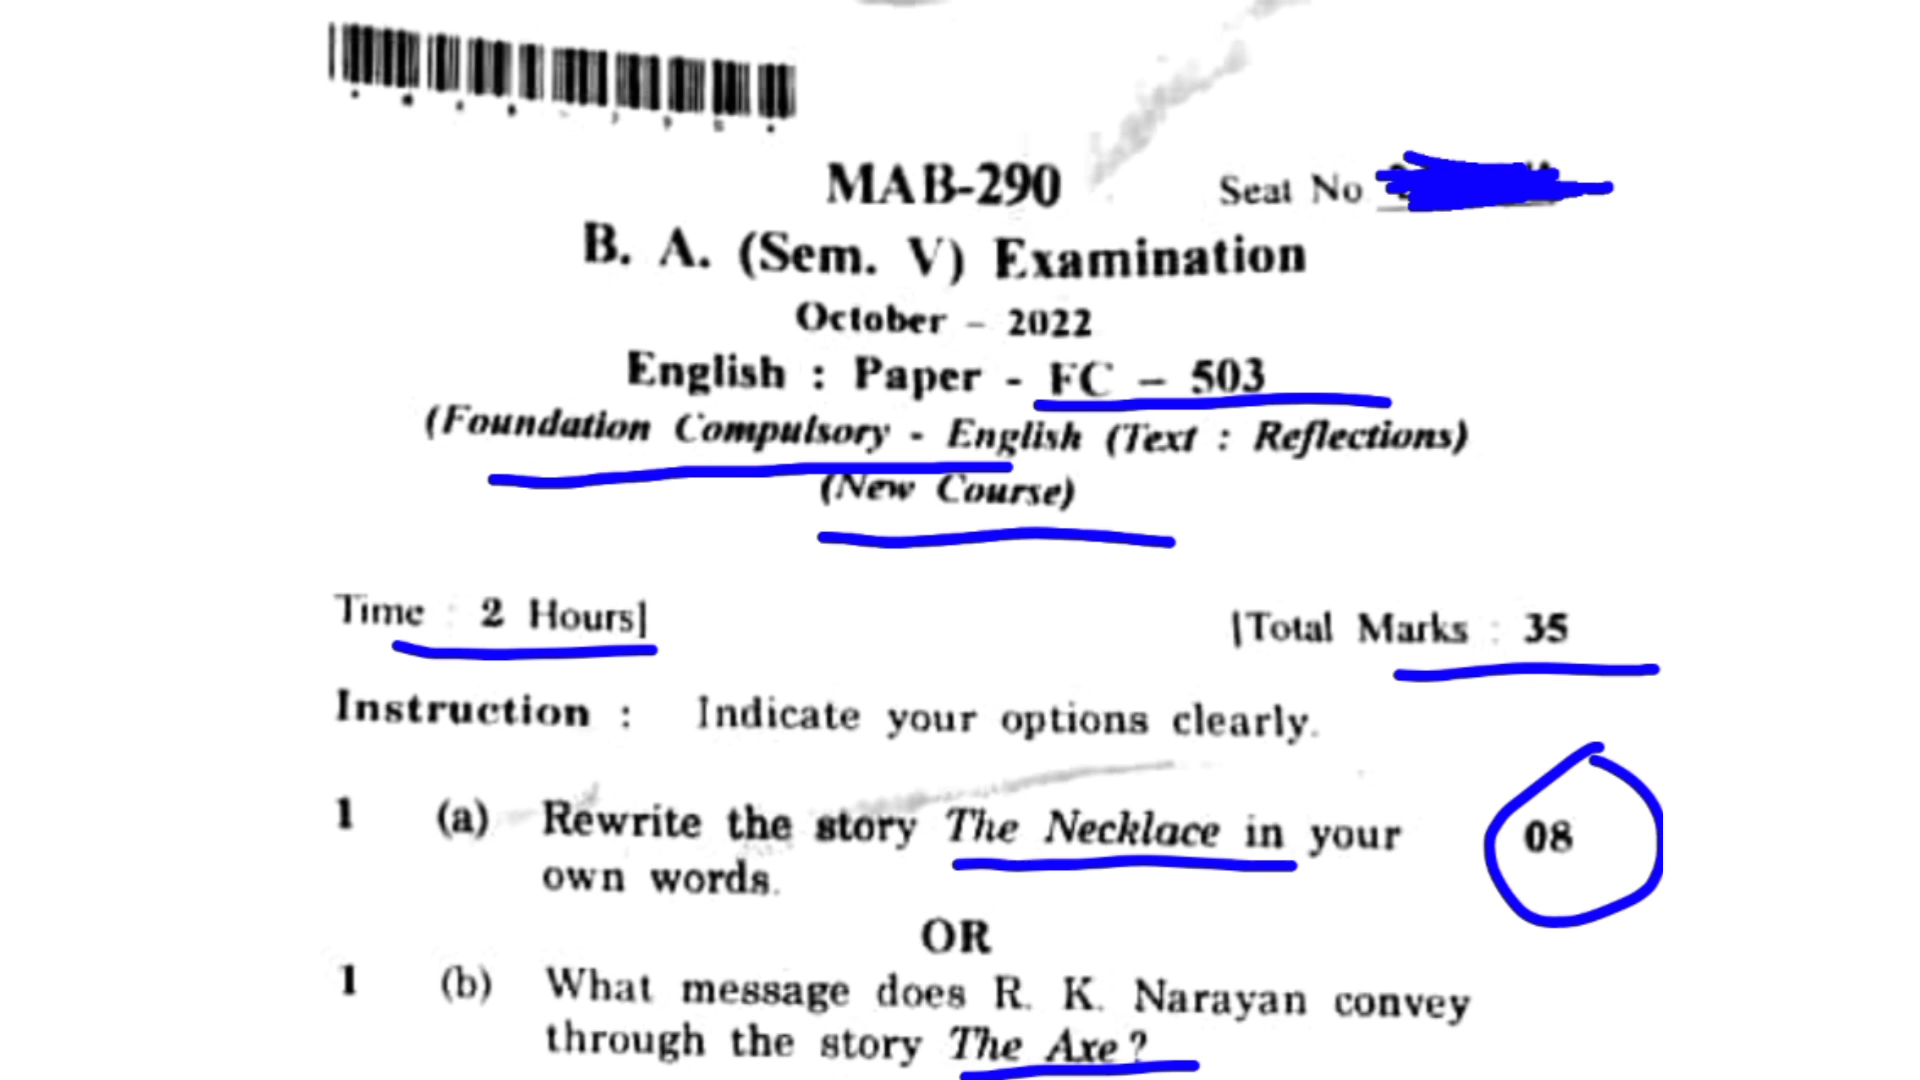 MAB-290 Seat No
B. A. (Sem. V) Examination
October – 2022
English : Paper - FC – 503
(Foundation Compulsory - English (Text : Reflections)
(New Course)
Time : 2 Hours] [Total Marks : 35
Instruction : Indicate your options clearly.
1 (a) Rewrite the story The Necklace in your 08
own words.
OR
1 (b) What message does R. K. Narayan convey
through the story The Axe ?